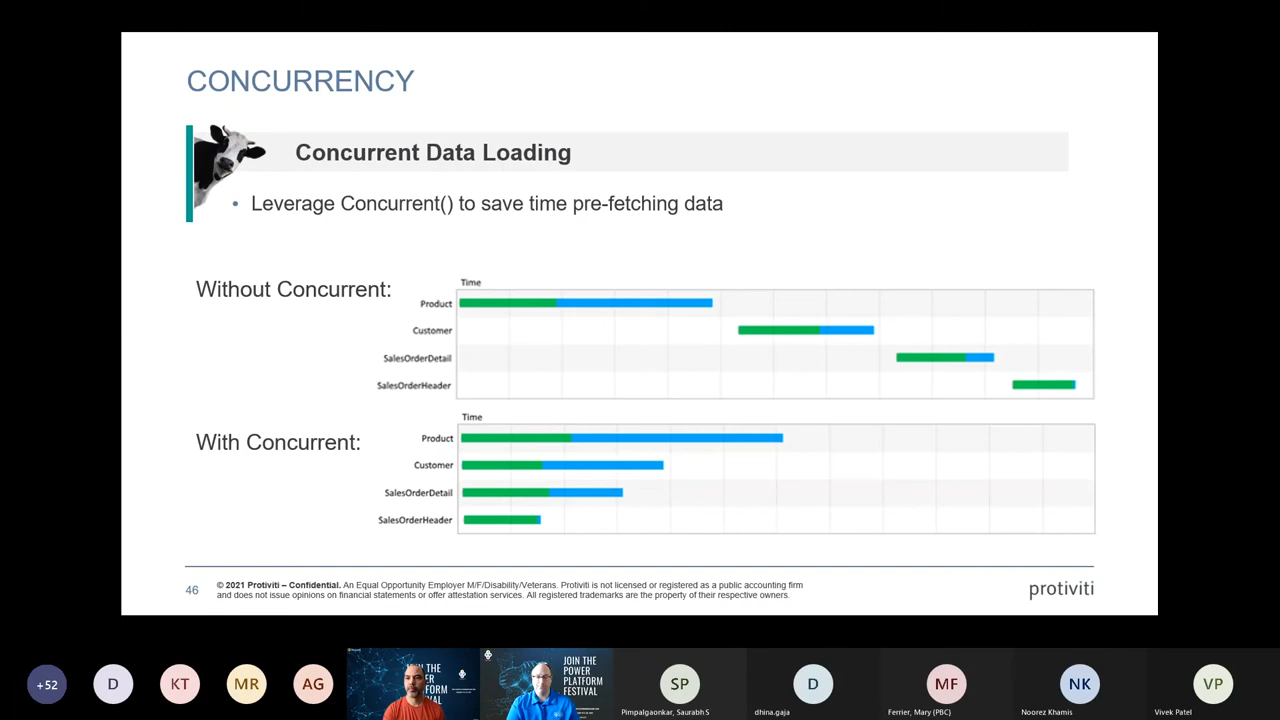 CONCURRENCY
Concurrent Data Loading
• Leverage Concurrent() to save time pre-fetching data
Without Concurrent:
Time
Product
Customer
SalesOrderDetail
SalesOrderHeader
With Concurrent:
Time
Product
Customer
SalesOrderDetail
SalesOrderHeader
46
© 2021 Protiviti – Confidential. An Equal Opportunity Employer M/F/Disability/Veterans. Protiviti is not licensed or registered as a public accounting firm
and does not issue opinions on financial statements or offer attestation services. All registered trademarks are the property of their respective owners.
protiviti
+52
D
KT
MR
AG
JOIN THE
POWER
PLATFORM
FESTIVAL
SP
D
MF
NK
VP
Pimpalgaonkar, Saurabh S
dhina.gaja
Ferrier, Mary (PBC)
Noorez Khamis
Vivek Patel